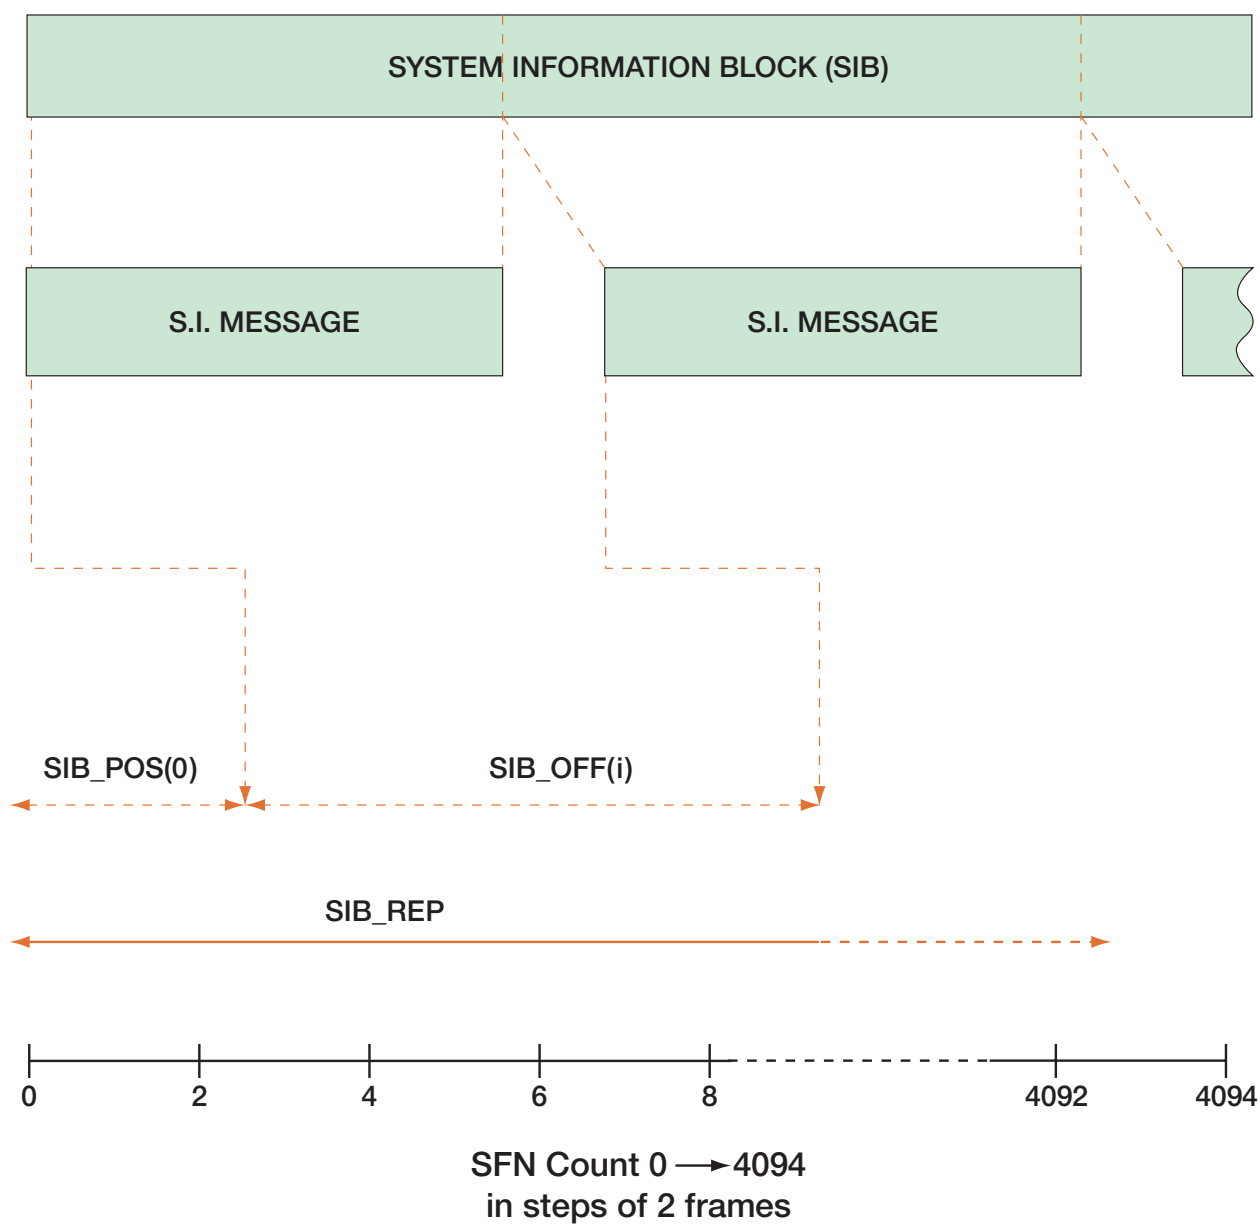 SYSTEM INFORMATION BLOCK (SIB)
S.I. MESSAGE
S.I. MESSAGE
SIB_POS(0)
SIB_OFF(i)
SIB_REP
0 2 4 6 8 4092 4094
SFN Count 0 → 4094
in steps of 2 frames